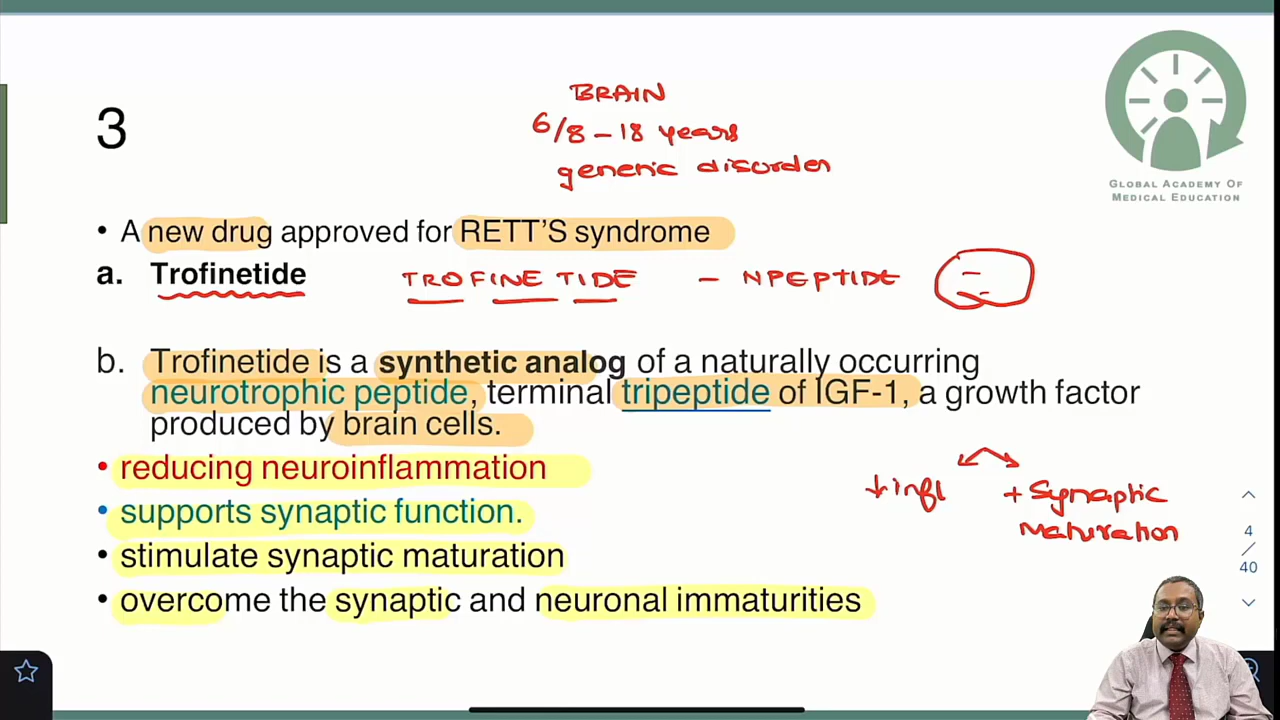 BRAIN
6/8 - 18 years
generic disorder
3
GLOBAL ACADEMY OF
MEDICAL EDUCATION
• A new drug approved for RETT'S syndrome
a. Trofinetide TROFINETIDE - NPEPTIDE
b. Trofinetide is a synthetic analog of a naturally occurring
neurotrophic peptide, terminal tripeptide of IGF-1, a growth factor
produced by brain cells.
• reducing neuroinflammation
• supports synaptic function.
↓ infl + Synaptic
Maturation
• stimulate synaptic maturation
• overcome the synaptic and neuronal immaturities
4
/
40